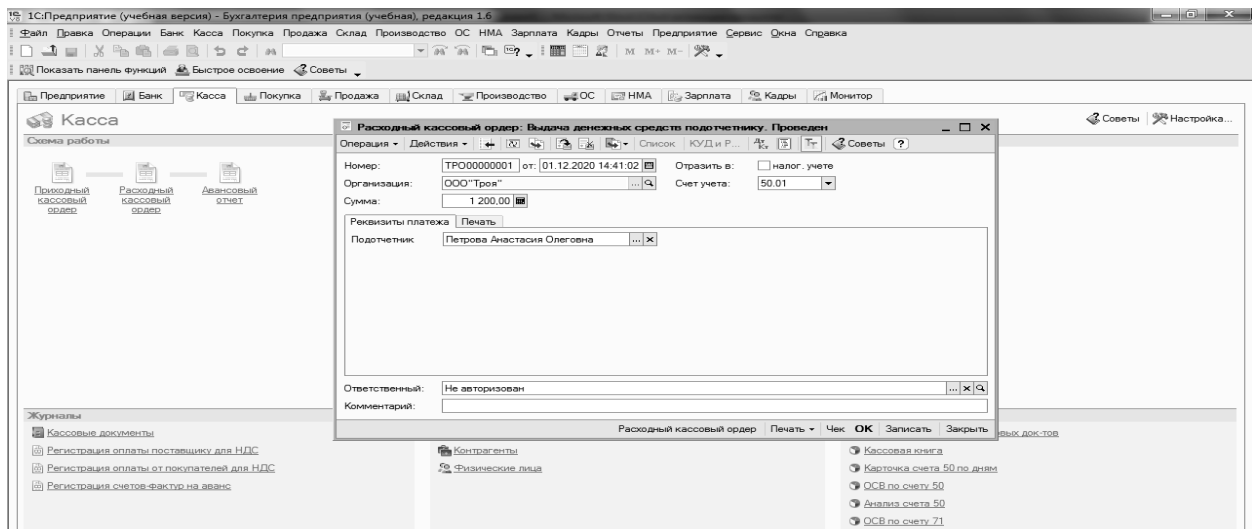 1С:Предприятие (учебная версия) - Бухгалтерия предприятия (учебная), редакция 1.6
Файл Правка Операции Банк Касса Покупка Продажа Склад Производство ОС НМА Зарплата Кадры Отчеты Предприятие Сервис Окна Справка
M M+ M-
Показать панель функций Быстрое освоение Советы
Предприятие Банк Касса Покупка Продажа Склад Производство ОС НМА Зарплата Кадры Монитор
Касса
Советы Настройка...
Схема работы
Приходный кассовый ордер
Расходный кассовый ордер
Авансовый отчет
Расходный кассовый ордер: Выдача денежных средств подотчетнику. Проведен
Операция Действия Список КУДиР... Советы ?
Номер: ТРО00000001 от: 01.12.2020 14:41:02 Отразить в: налог. учете
Организация: ООО"Троя" ... Счет учета: 50.01
Сумма: 1 200,00
Реквизиты платежа Печать
Подотчетник Петрова Анастасия Олеговна ...
Ответственный: Не авторизован ...
Комментарий:
Расходный кассовый ордер Печать Чек OK Записать Закрыть
Журналы
Кассовые документы
Регистрация оплаты поставщику для НДС
Регистрация оплаты от покупателей для НДС
Регистрация счетов-фактур на аванс
Контрагенты
Физические лица
вых док-тов
Кассовая книга
Карточка счета 50 по дням
ОСВ по счету 50
Анализ счета 50
ОСВ по счету 71